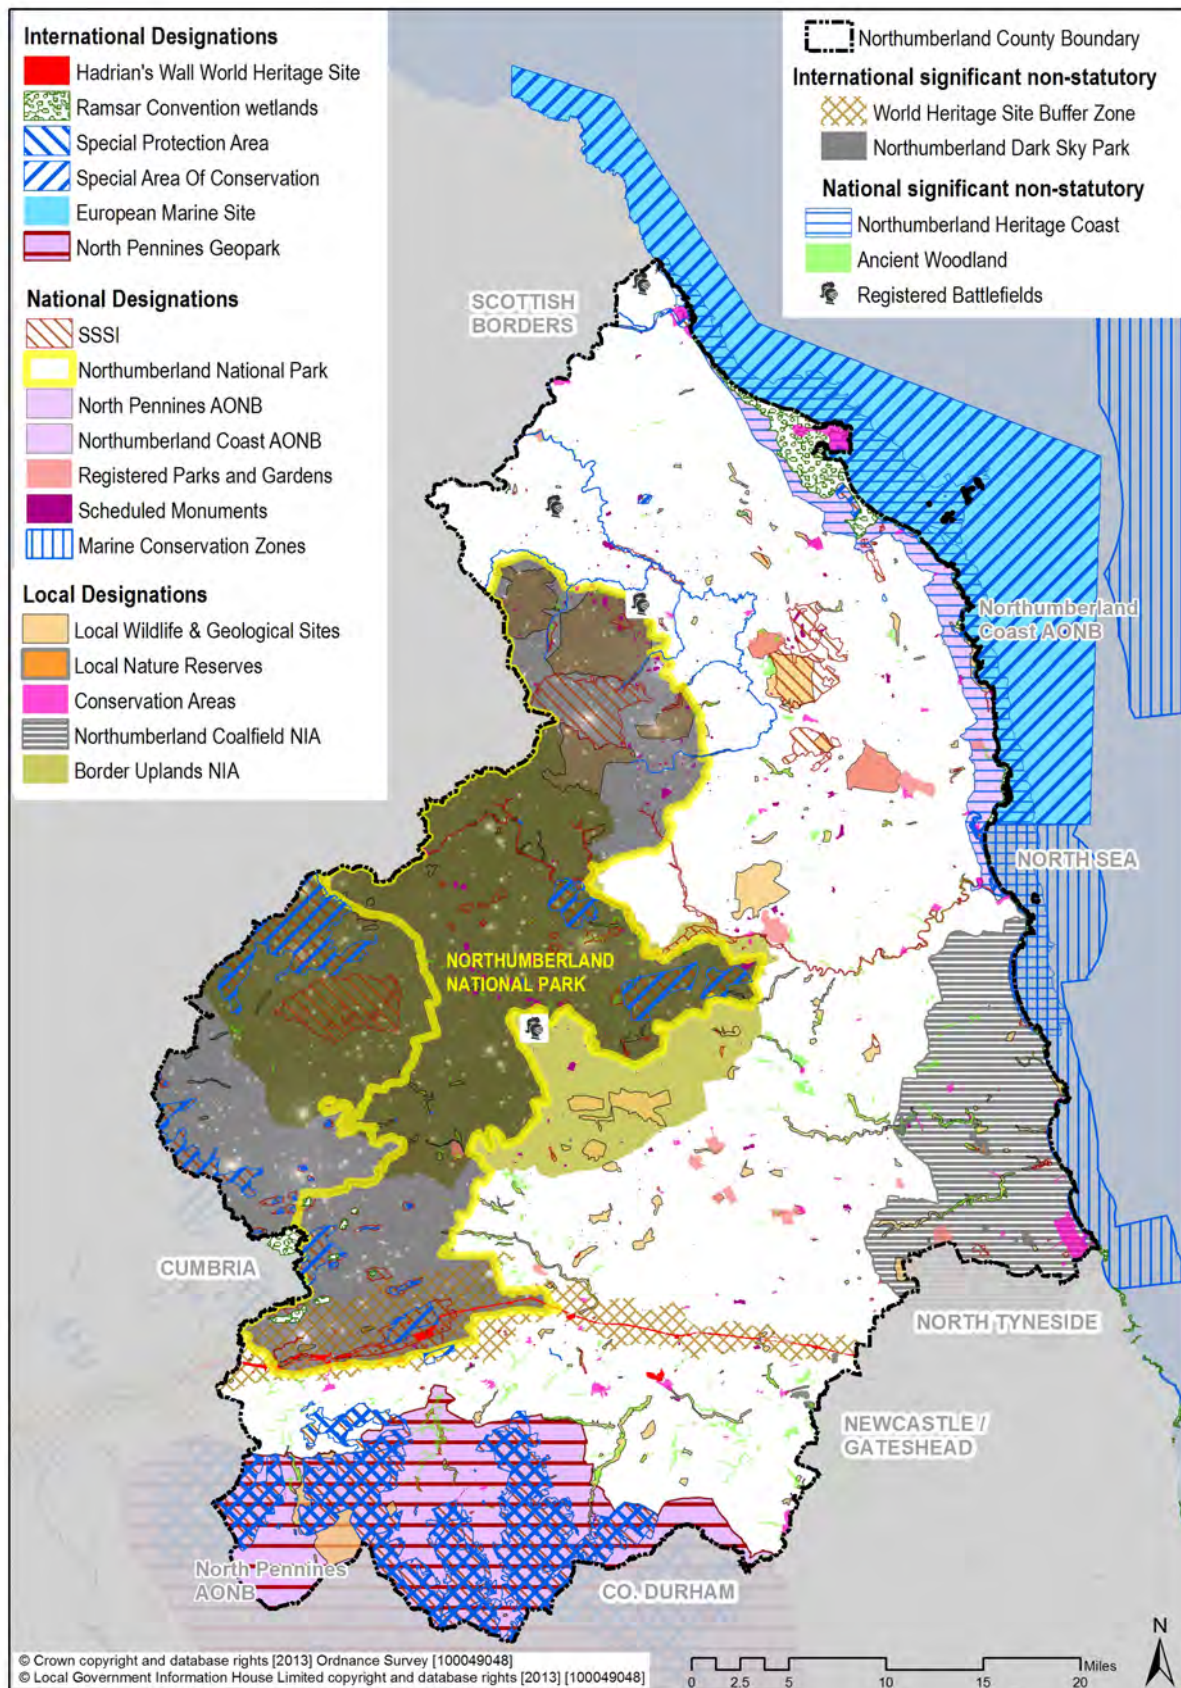 International Designations
Hadrian's Wall World Heritage Site
Ramsar Convention wetlands
Special Protection Area
Special Area Of Conservation
European Marine Site
North Pennines Geopark
National Designations
SSSI
Northumberland National Park
North Pennines AONB
Northumberland Coast AONB
Registered Parks and Gardens
Scheduled Monuments
Marine Conservation Zones
Local Designations
Local Wildlife & Geological Sites
Local Nature Reserves
Conservation Areas
Northumberland Coalfield NIA
Border Uplands NIA
Northumberland County Boundary
International significant non-statutory
World Heritage Site Buffer Zone
Northumberland Dark Sky Park
National significant non-statutory
Northumberland Heritage Coast
Ancient Woodland
Registered Battlefields
SCOTTISH
BORDERS
Northumberland
Coast AONB
NORTH SEA
NORTHUMBERLAND
NATIONAL PARK
CUMBRIA
NORTH TYNESIDE
NEWCASTLE /
GATESHEAD
North Pennines
AONB
CO. DURHAM
N
© Crown copyright and database rights [2013] Ordnance Survey [100049048]
© Local Government Information House Limited copyright and database rights [2013] [100049048]
Miles
0 2.5 5 10 15 20